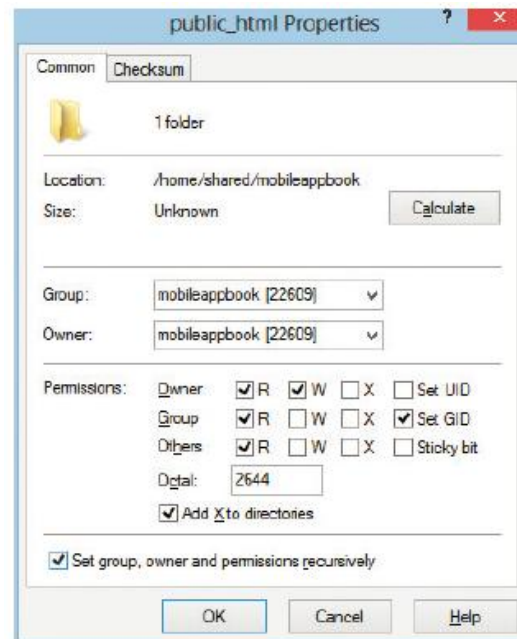 public_html Properties ?
Common Checksum
1 folder
Location: /home/shared/mobileappbook
Size: Unknown Calculate
Group: mobileappbook [22609]
Owner: mobileappbook [22609]
Permissions: Owner R W X Set UID
Group R W X Set GID
Others R W X Sticky bit
Octal: 2644
Add X to directories
Set group, owner and permissions recursively
OK Cancel Help